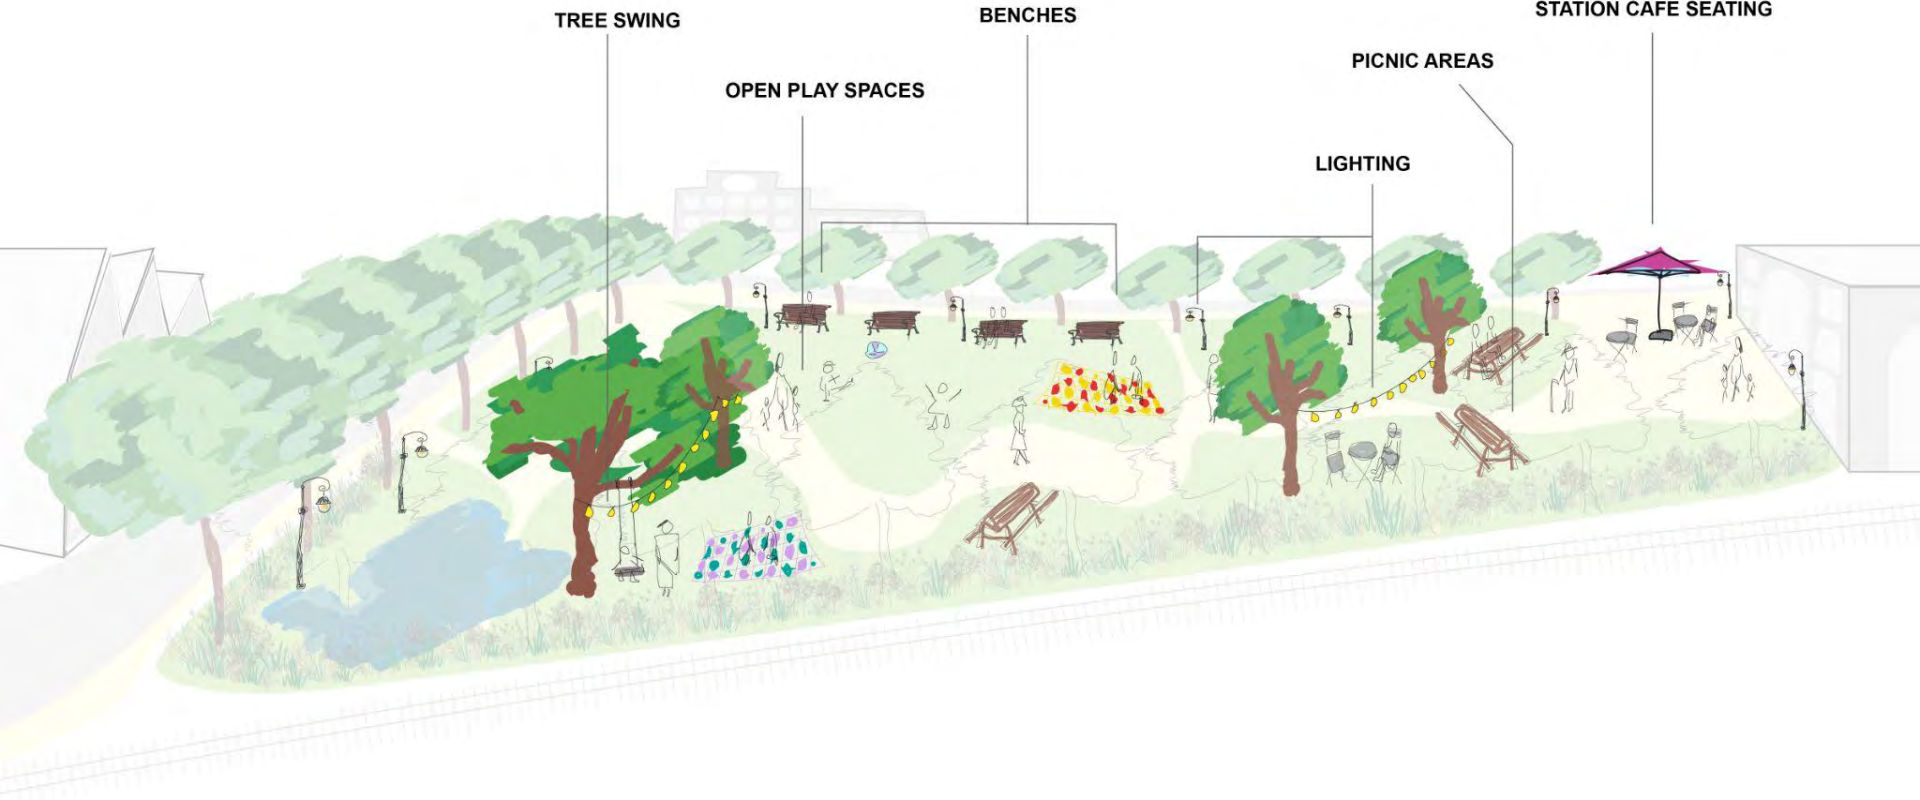 TREE SWING
BENCHES
STATION CAFE SEATING
PICNIC AREAS
OPEN PLAY SPACES
LIGHTING